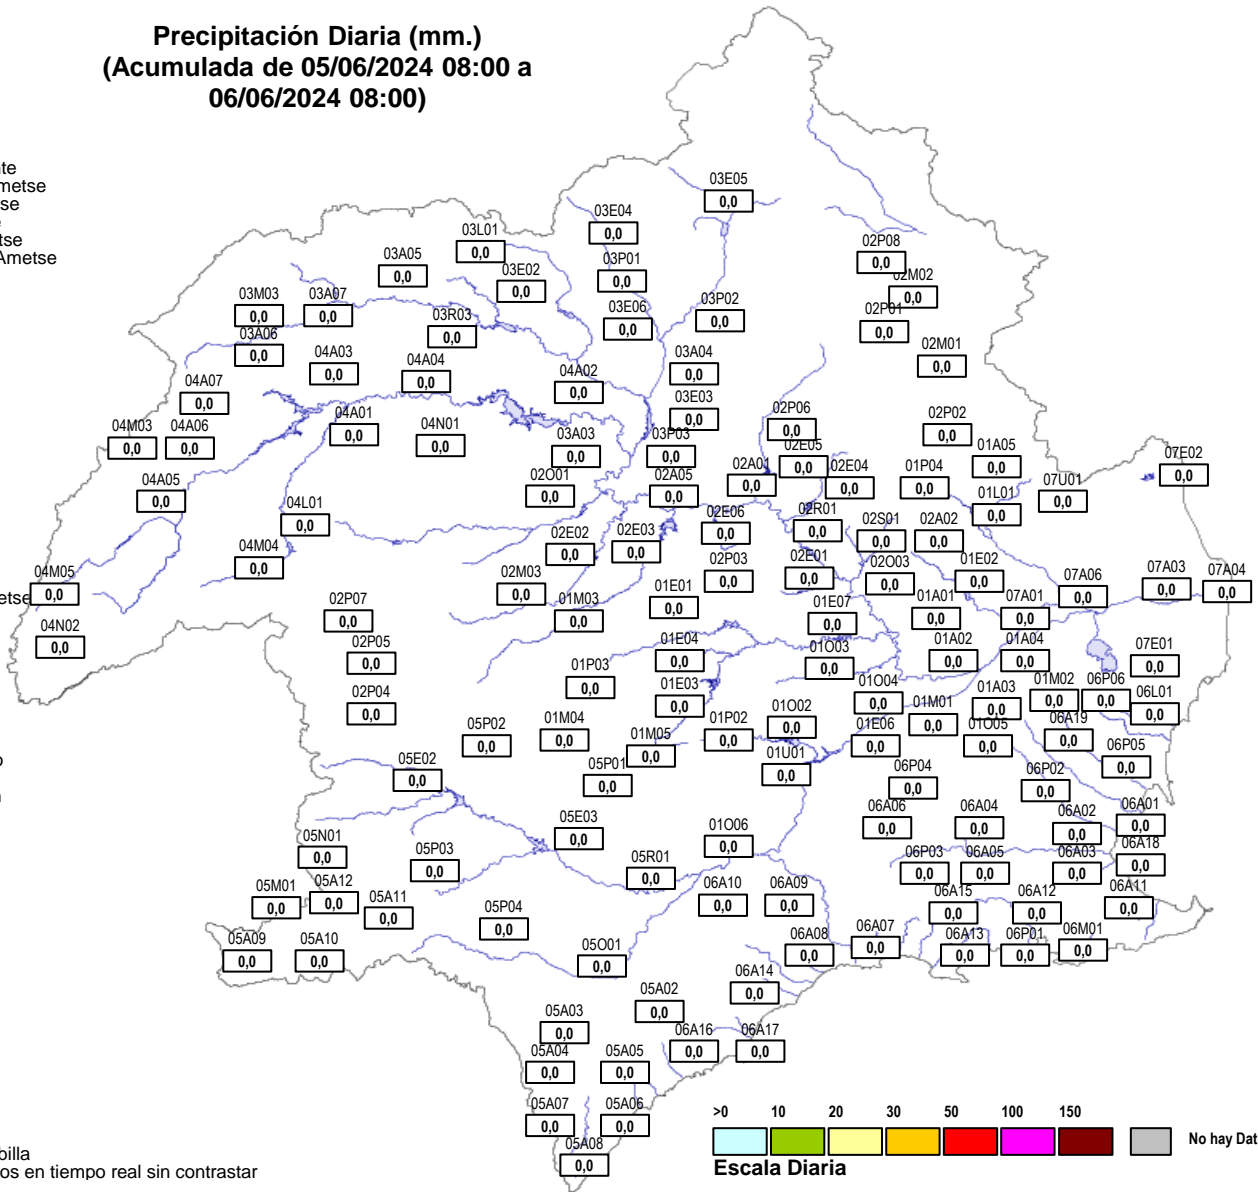 Precipitación Diaria (mm.)
(Acumulada de 05/06/2024 08:00 a
06/06/2024 08:00)
03E05
0,0
03E04
0,0
03L01
0,0
03A05
0,0
03P01
0,0
03E02
0,0
02P08
0,0
02M02
0,0
03M03
0,0
03A07
0,0
03R03
0,0
03E06
0,0
03P02
0,0
02P01
0,0
03A06
0,0
04A03
0,0
04A04
0,0
04A02
0,0
03A04
0,0
02M01
0,0
04A07
0,0
03E03
0,0
04M03
0,0
04A06
0,0
04A01
0,0
04N01
0,0
03A03
0,0
03P03
0,0
02P06
0,0
02E05
0,0
02P02
0,0
01A05
0,0
07E02
0,0
04A05
0,0
02O01
0,0
02A05
0,0
02A01
0,0
02E04
0,0
01P04
0,0
01L01
0,0
07U01
0,0
04L01
0,0
02E06
0,0
02R01
0,0
02S01
0,0
02A02
0,0
04M04
0,0
02E02
0,0
02E03
0,0
02P03
0,0
02E01
0,0
02O03
0,0
01E02
0,0
04M05
0,0
02M03
0,0
01M03
0,0
01E01
0,0
01E07
0,0
01A01
0,0
07A01
0,0
07A06
0,0
07A03
0,0
07A04
0,0
04N02
0,0
02P07
0,0
02P05
0,0
01E04
0,0
01O03
0,0
01A02
0,0
01A04
0,0
07E01
0,0
02P04
0,0
01P03
0,0
01E03
0,0
01O04
0,0
01M01
0,0
01A03
0,0
01M02
0,0
06P06
0,0
06L01
0,0
05P02
0,0
01M04
0,0
01M05
0,0
01P02
0,0
01O02
0,0
01E06
0,0
01O05
0,0
06A19
0,0
06P05
0,0
05E02
0,0
05P01
0,0
01U01
0,0
06P04
0,0
06P02
0,0
05E03
0,0
01O06
0,0
06A06
0,0
06A04
0,0
06A02
0,0
06A01
0,0
05N01
0,0
05P03
0,0
05R01
0,0
06P03
0,0
06A05
0,0
06A03
0,0
06A18
0,0
05M01
0,0
05A12
0,0
05A11
0,0
06A10
0,0
06A09
0,0
06A15
0,0
06A12
0,0
06A11
0,0
05A09
0,0
05A10
0,0
05P04
0,0
05O01
0,0
06A08
0,0
06A07
0,0
06A13
0,0
06P01
0,0
06M01
0,0
06A14
0,0
05A02
0,0
05A03
0,0
06A16
0,0
06A17
0,0
05A04
0,0
05A05
0,0
05A07
0,0
05A06
0,0
05A08
0,0
>0 10 20 30 50 100 150
No hay Dat
Escala Diaria
billa
os en tiempo real sin contrastar